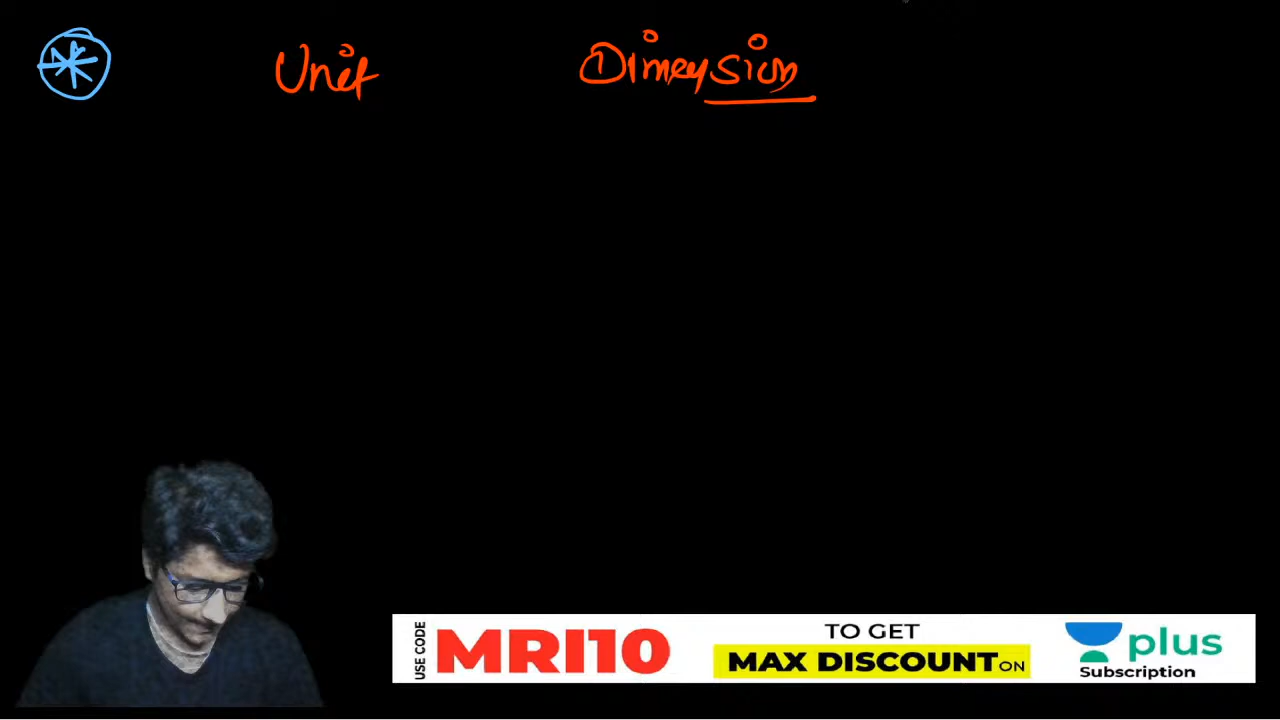 Unit Dimension
USE CODE
MRI10
TO GET
MAX DISCOUNT ON
plus
Subscription